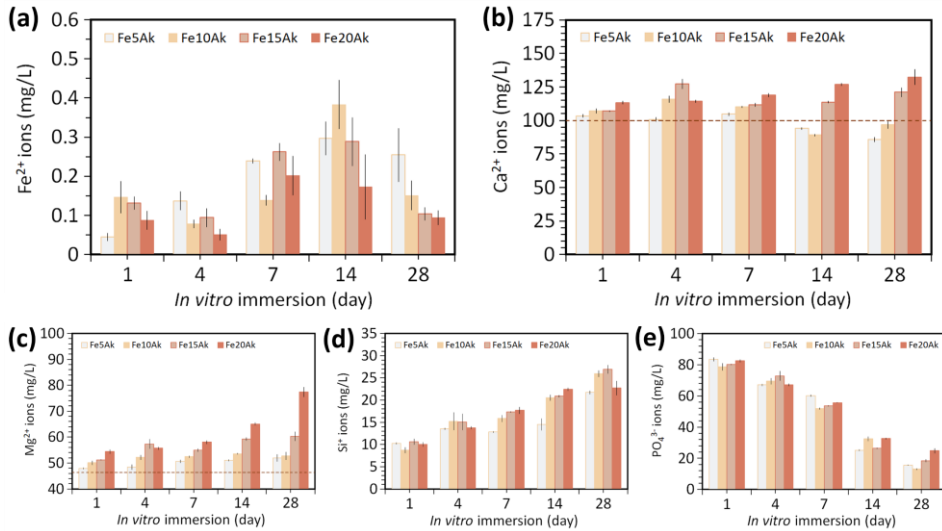 (a)
Fe5Ak Fe10Ak Fe15Ak Fe20Ak
Fe2+ ions (mg/L)
0.6
0.5
0.4
0.3
0.2
0.1
0
1 4 7 14 28
In vitro immersion (day)
(b)
Fe5Ak Fe10Ak Fe15Ak Fe20Ak
Ca2+ ions (mg/L)
175
150
125
100
75
50
25
0
1 4 7 14 28
In vitro immersion (day)
(c)
Fe5Ak Fe10Ak Fe15Ak Fe20Ak
Mg2+ ions (mg/L)
100
90
80
70
60
50
40
1 4 7 14 28
In vitro immersion (day)
(d)
Fe5Ak Fe10Ak Fe15Ak Fe20Ak
Si+ ions (mg/L)
35
30
25
20
15
10
5
0
1 4 7 14 28
In vitro immersion (day)
(e)
Fe5Ak Fe10Ak Fe15Ak Fe20Ak
PO43- ions (mg/L)
100
80
60
40
20
0
1 4 7 14 28
In vitro immersion (day)